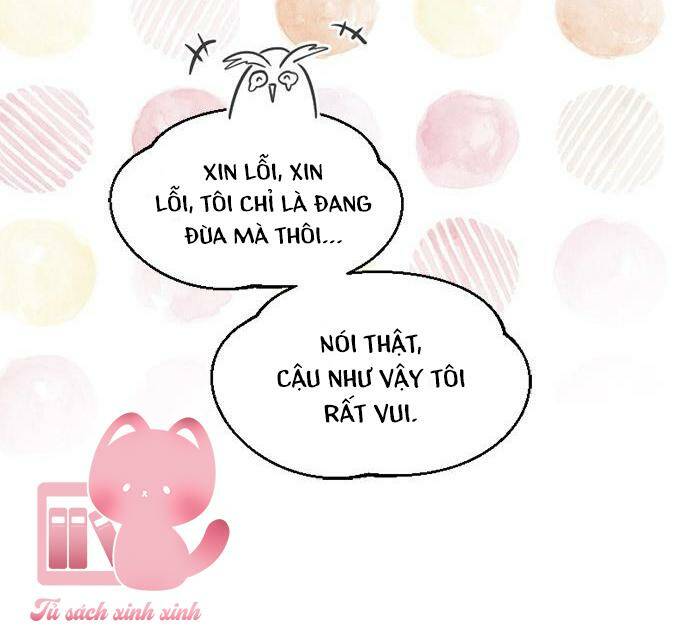 XIN LỖI, XIN
LỖI, TÔI CHỈ LÀ ĐANG
ĐÙA MÀ THÔI...
NÓI THẬT,
CẬU NHƯ VẬY TÔI
RẤT VUI.
Tủ sách xinh xinh